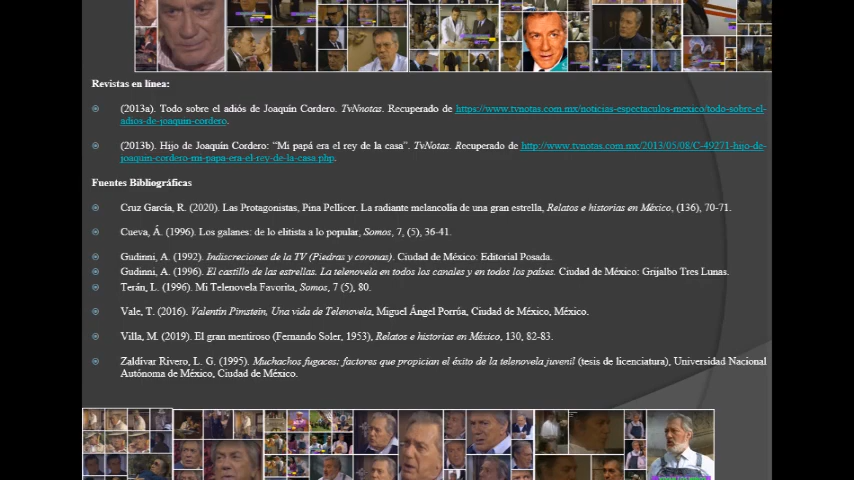 Revistas en línea:
(2013a). Todo sobre el adiós de Joaquín Cordero. TvNnotas. Recuperado de https://www.tvnotas.com.mx/noticias-espectaculos-mexico/todo-sobre-el-
adios-de-joaquin-cordero.
(2013b). Hijo de Joaquín Cordero: “Mi papá era el rey de la casa”. TvNotas. Recuperado de http://www.tvnotas.com.mx/2013/05/08/C-49271-hijo-de-
joaquin-cordero-mi-papa-era-el-rey-de-la-casa.php.
Fuentes Bibliográficas
Cruz García, R. (2020). Las Protagonistas, Pina Pellicer. La radiante melancolía de una gran estrella, Relatos e historias en México, (136), 70-71.
Cueva, Á. (1996). Los galanes: de lo elitista a lo popular, Somos, 7, (5), 36-41.
Gudinni, A. (1992). Indiscreciones de la TV (Piedras y coronas). Ciudad de México: Editorial Posada.
Gudinni, A. (1996). El castillo de las estrellas. La telenovela en todos los canales y en todos los países. Ciudad de México: Grijalbo Tres Lunas.
Terán, L. (1996). Mi Telenovela Favorita, Somos, 7 (5), 80.
Vale, T. (2016). Valentín Pimstein, Una vida de Telenovela, Miguel Ángel Porrúa, Ciudad de México, México.
Villa, M. (2019). El gran mentiroso (Fernando Soler, 1953), Relatos e historias en México, 130, 82-83.
Zaldívar Rivero, L. G. (1995). Muchachos fugaces: factores que propician el éxito de la telenovela juvenil (tesis de licenciatura), Universidad Nacional
Autónoma de México, Ciudad de México.